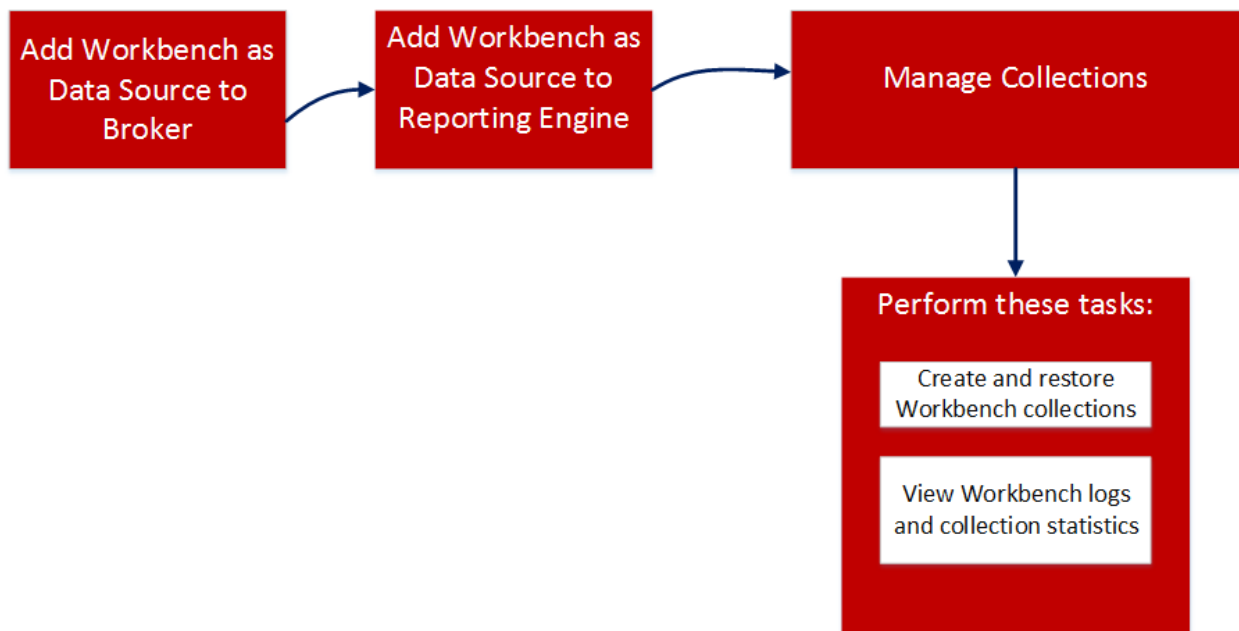 Add Workbench as
Data Source to
Broker
Add Workbench as
Data Source to
Reporting Engine
Manage Collections
Perform these tasks:
Create and restore
Workbench collections
View Workbench logs
and collection statistics